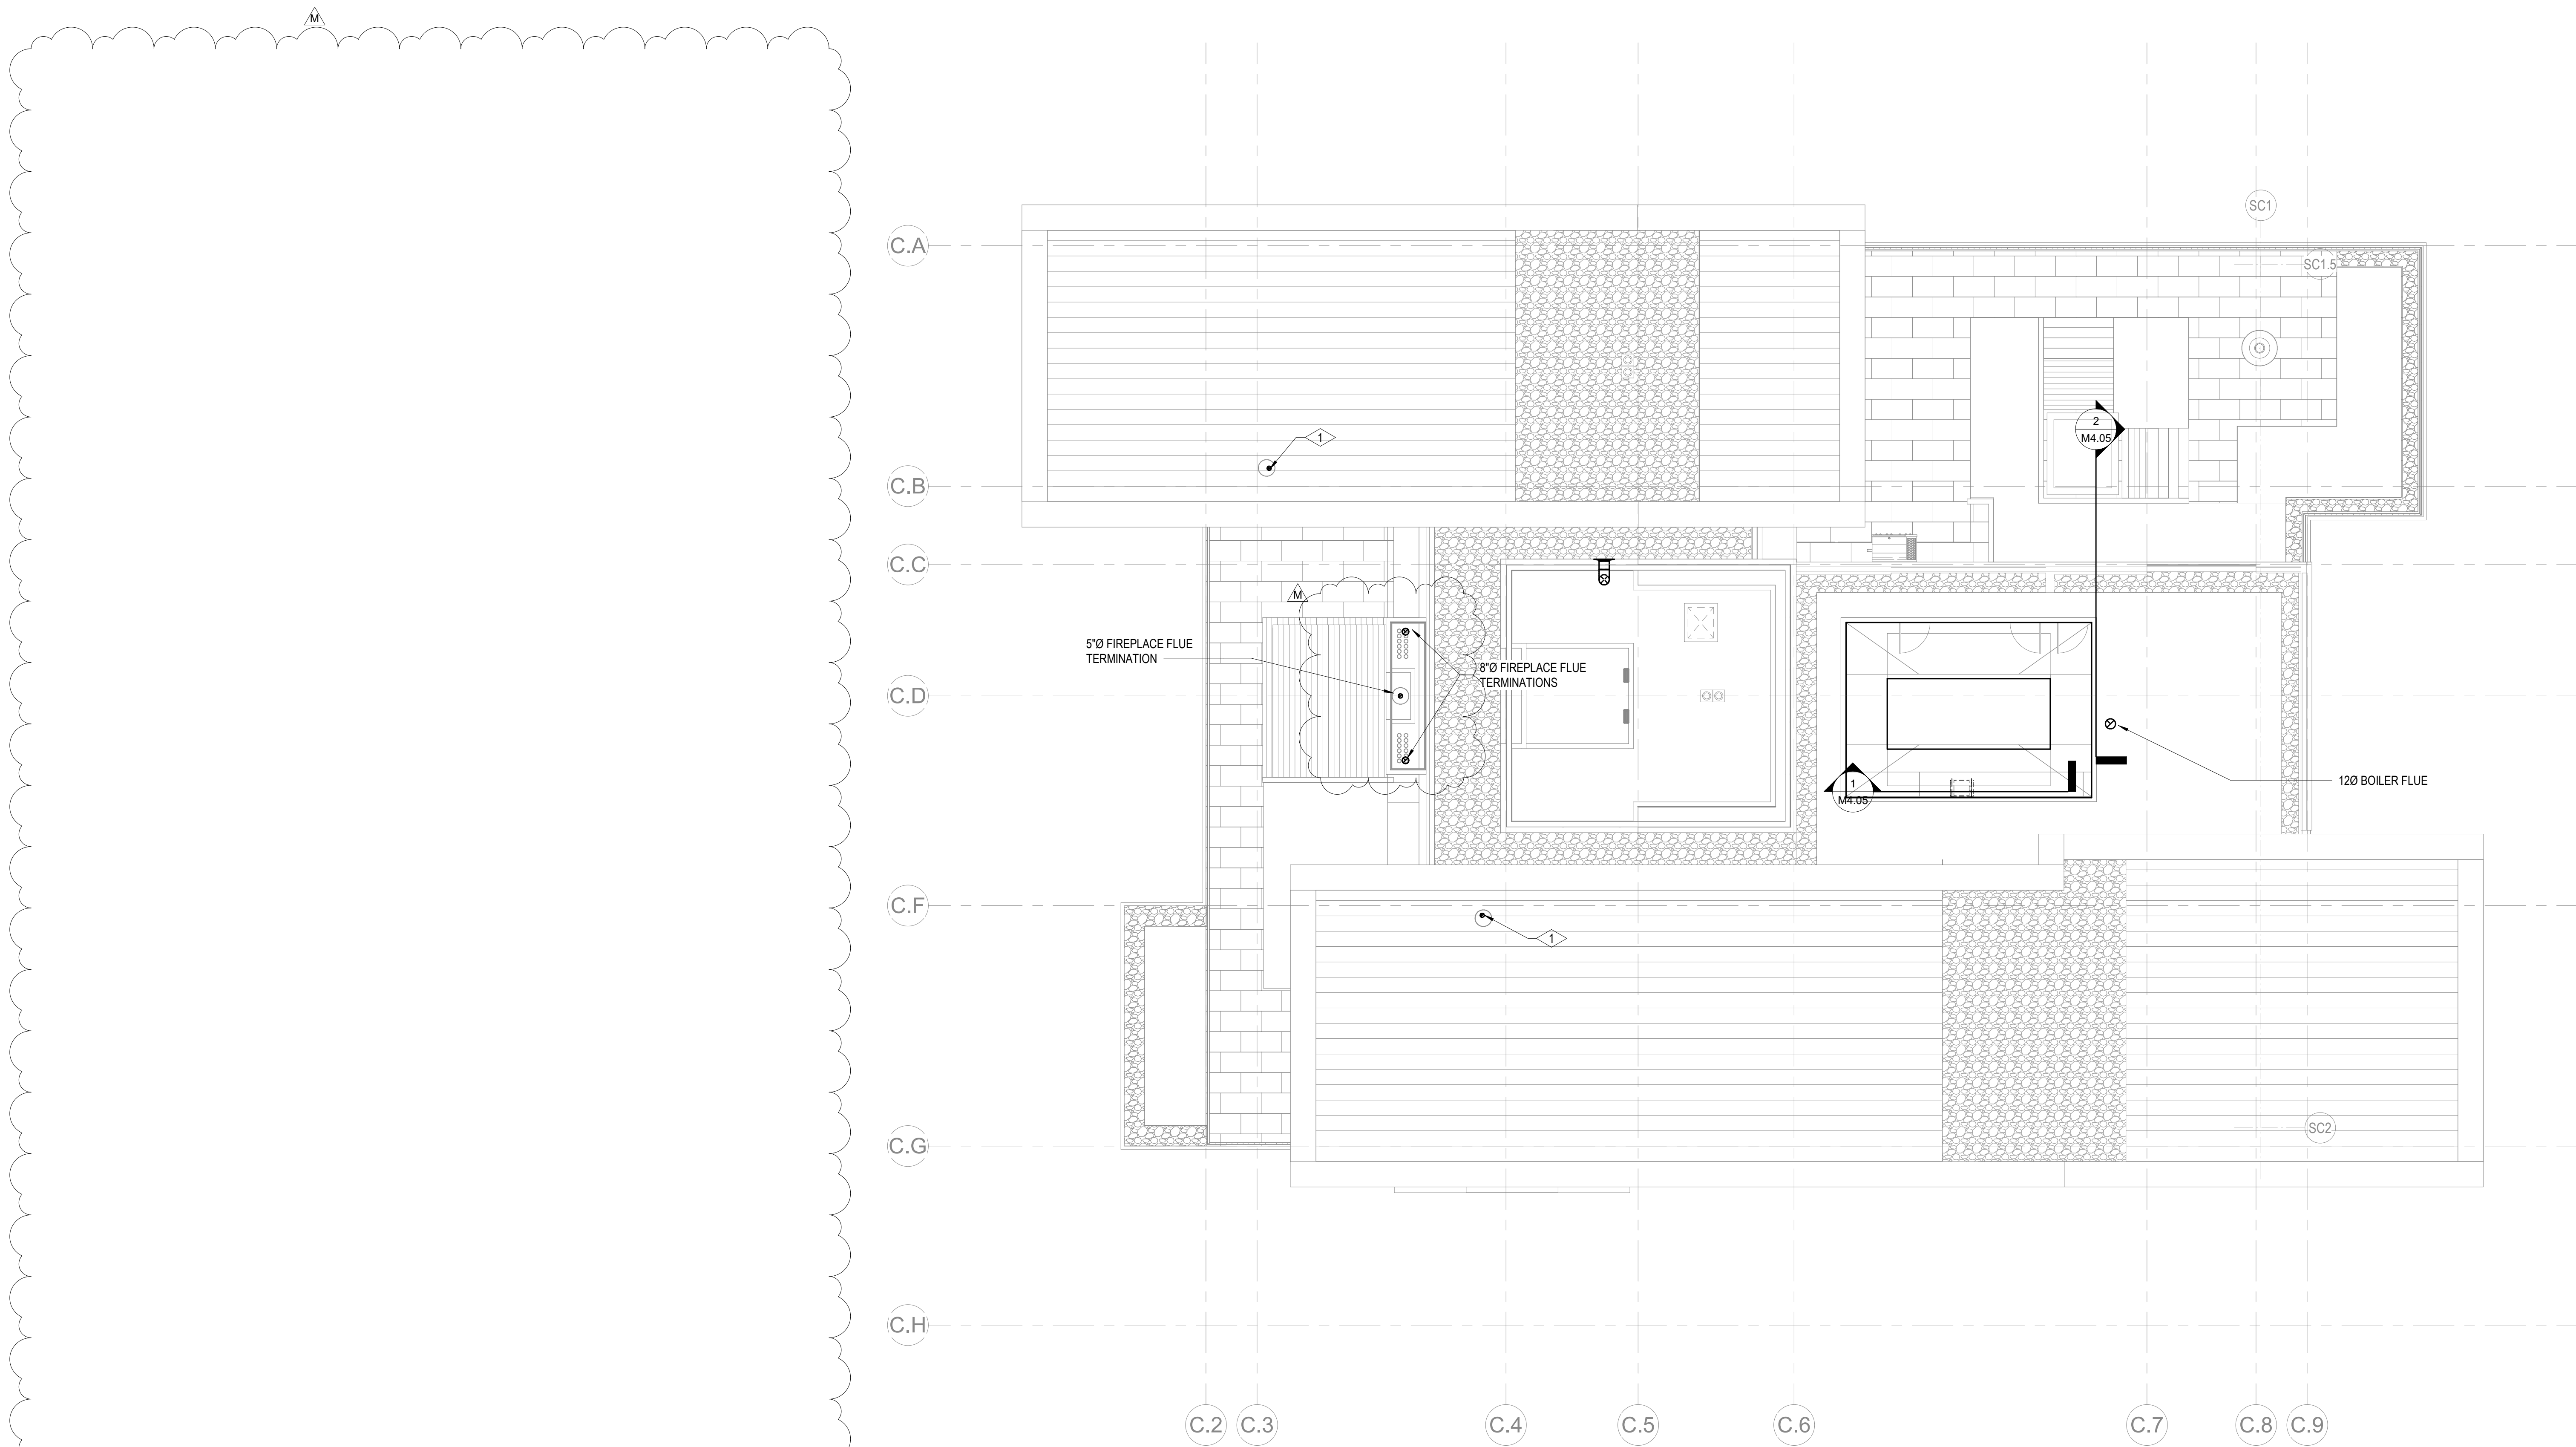 M
SC1
C.A
SC1.5
2
M4.05
1
C.B
C.C
M
5"Ø FIREPLACE FLUE
TERMINATION
8"Ø FIREPLACE FLUE
TERMINATIONS
C.D
12Ø BOILER FLUE
1
M4.05
C.F
1
SC2
C.G
C.H
C.2
C.3
C.4
C.5
C.6
C.7
C.8
C.9